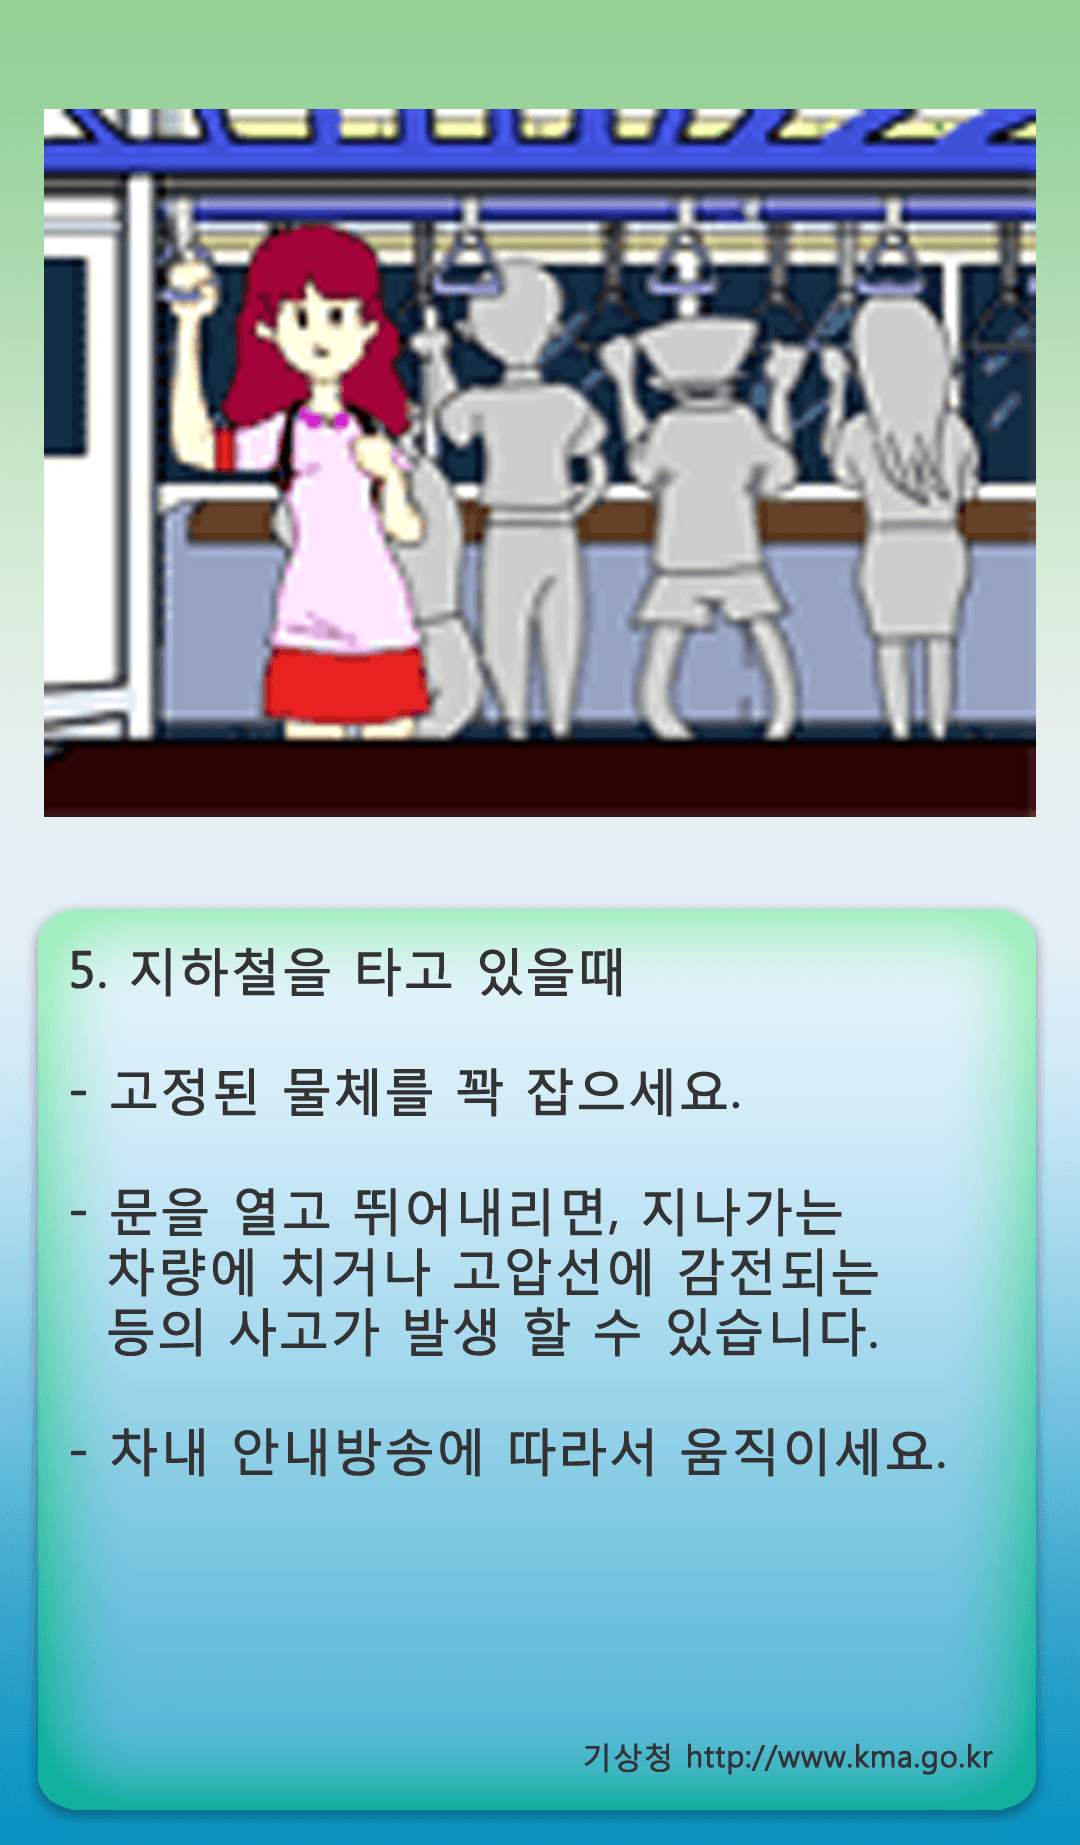 5. 지하철을 타고 있을때
- 고정된 물체를 꽉 잡으세요.
- 문을 열고 뛰어내리면, 지나가는
차량에 치거나 고압선에 감전되는
등의 사고가 발생 할 수 있습니다.
- 차내 안내방송에 따라서 움직이세요.
기상청 http://www.kma.go.kr